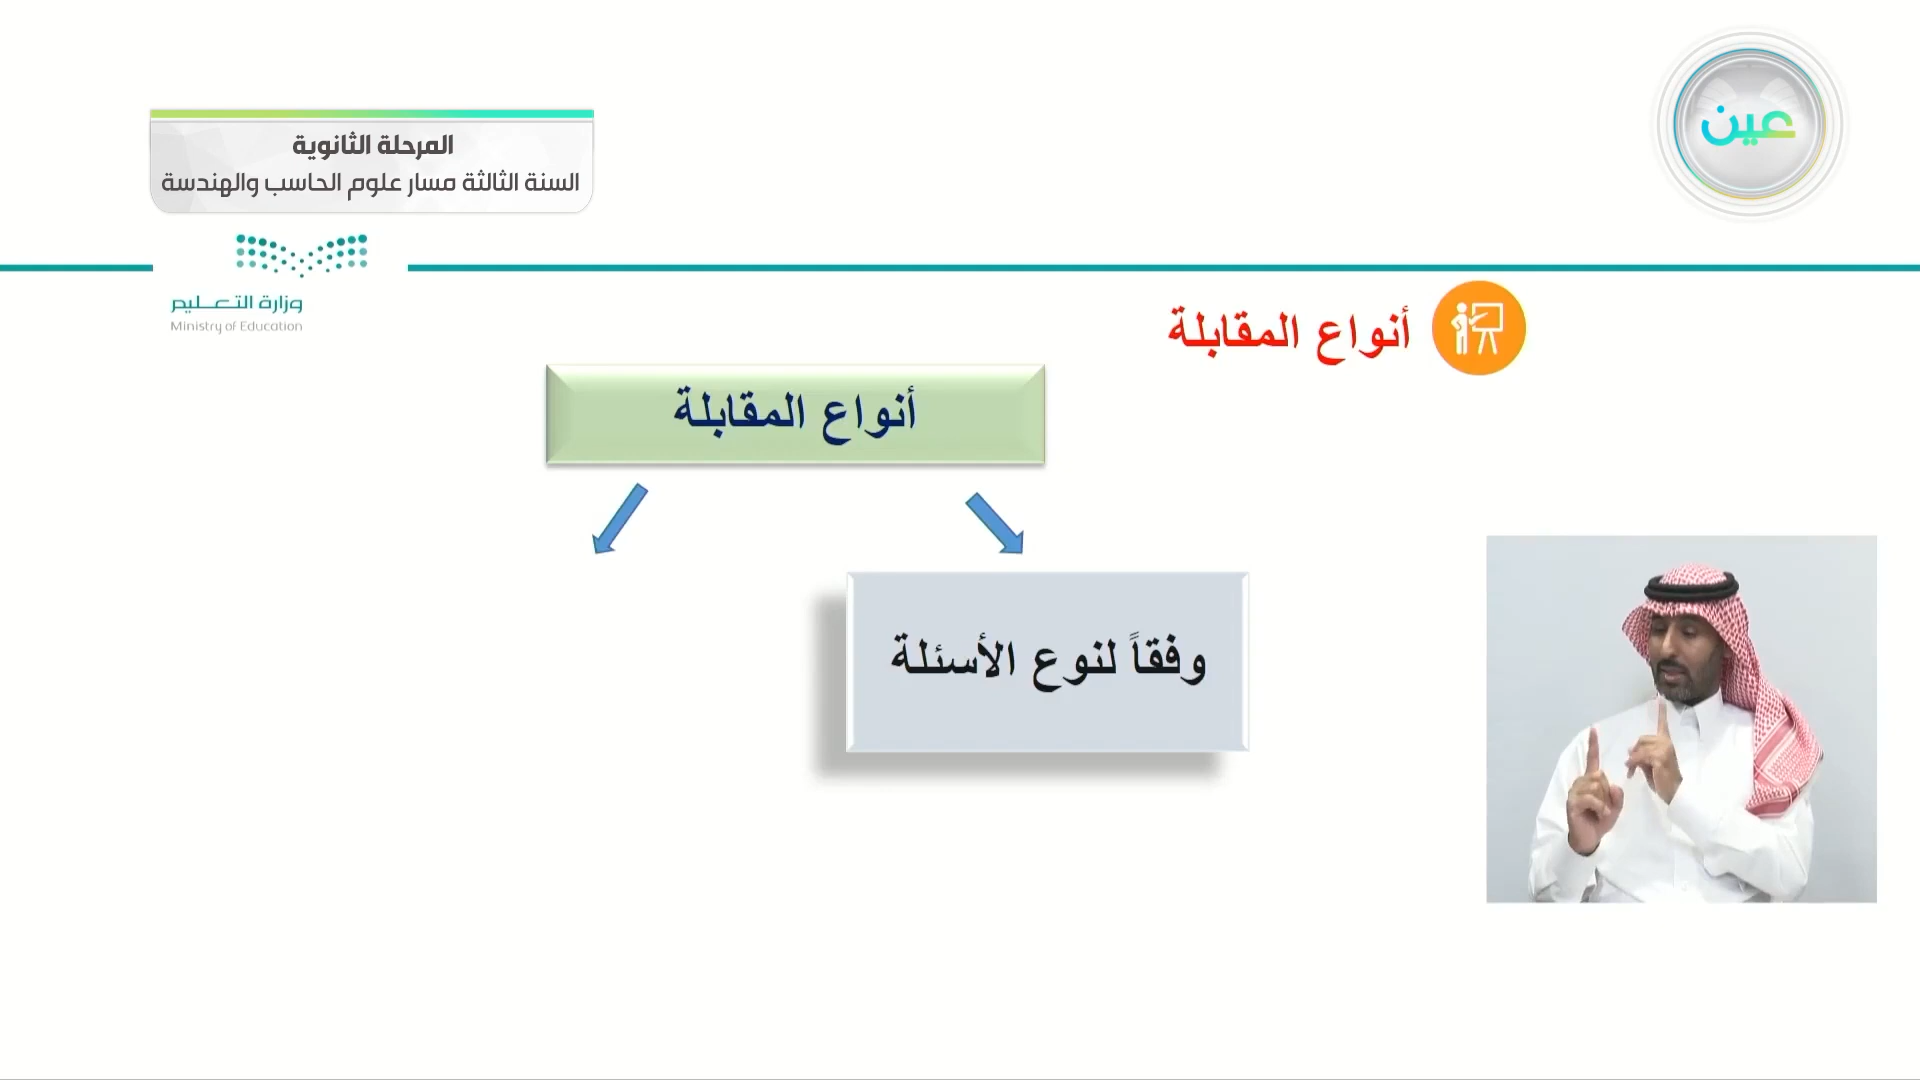 عين
المرحلة الثانوية
السنة الثالثة مسار علوم الحاسب والهندسة
وزارة التعليم
Ministry of Education
أنواع المقابلة
أنواع المقابلة
وفقاً لنوع الأسئلة